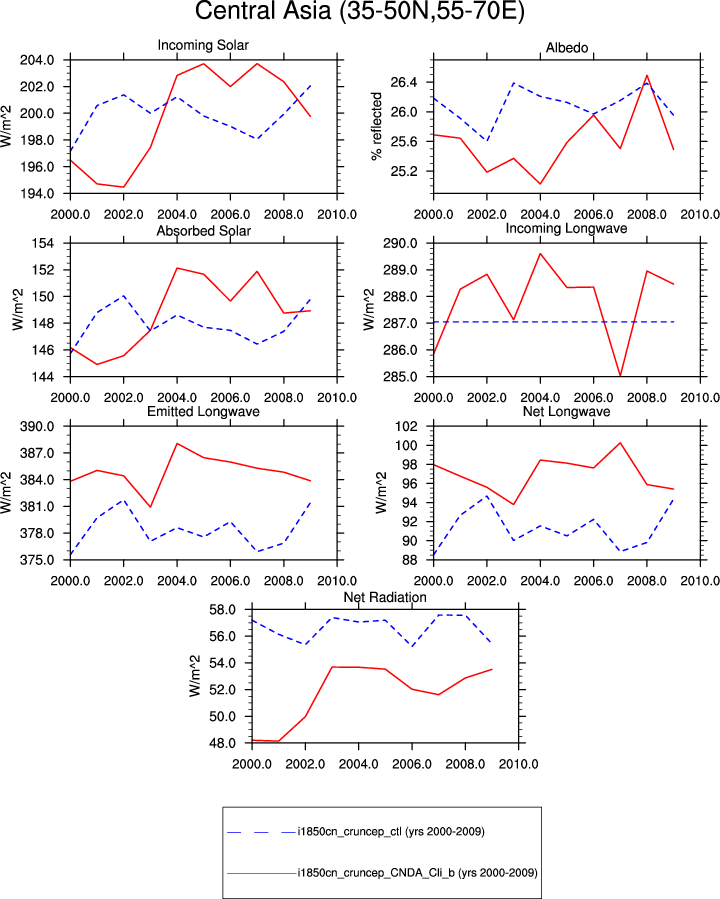 Central Asia (35-50N,55-70E)
Incoming Solar
W/m^2
204.0
202.0
200.0
198.0
196.0
194.0
2000.0 2002.0 2004.0 2006.0 2008.0 2010.0
Albedo
% reflected
26.4
26.0
25.6
25.2
2000.0 2002.0 2004.0 2006.0 2008.0 2010.0
Absorbed Solar
W/m^2
154
152
150
148
146
144
2000.0 2002.0 2004.0 2006.0 2008.0 2010.0
Incoming Longwave
W/m^2
290.0
289.0
288.0
287.0
286.0
285.0
2000.0 2002.0 2004.0 2006.0 2008.0 2010.0
Emitted Longwave
W/m^2
390.0
387.0
384.0
381.0
378.0
375.0
2000.0 2002.0 2004.0 2006.0 2008.0 2010.0
Net Longwave
W/m^2
102
100
98
96
94
92
90
88
2000.0 2002.0 2004.0 2006.0 2008.0 2010.0
Net Radiation
W/m^2
58.0
56.0
54.0
52.0
50.0
48.0
2000.0 2002.0 2004.0 2006.0 2008.0 2010.0
i1850cn_cruncep_ctl (yrs 2000-2009)
i1850cn_cruncep_CNDA_Cli_b (yrs 2000-2009)